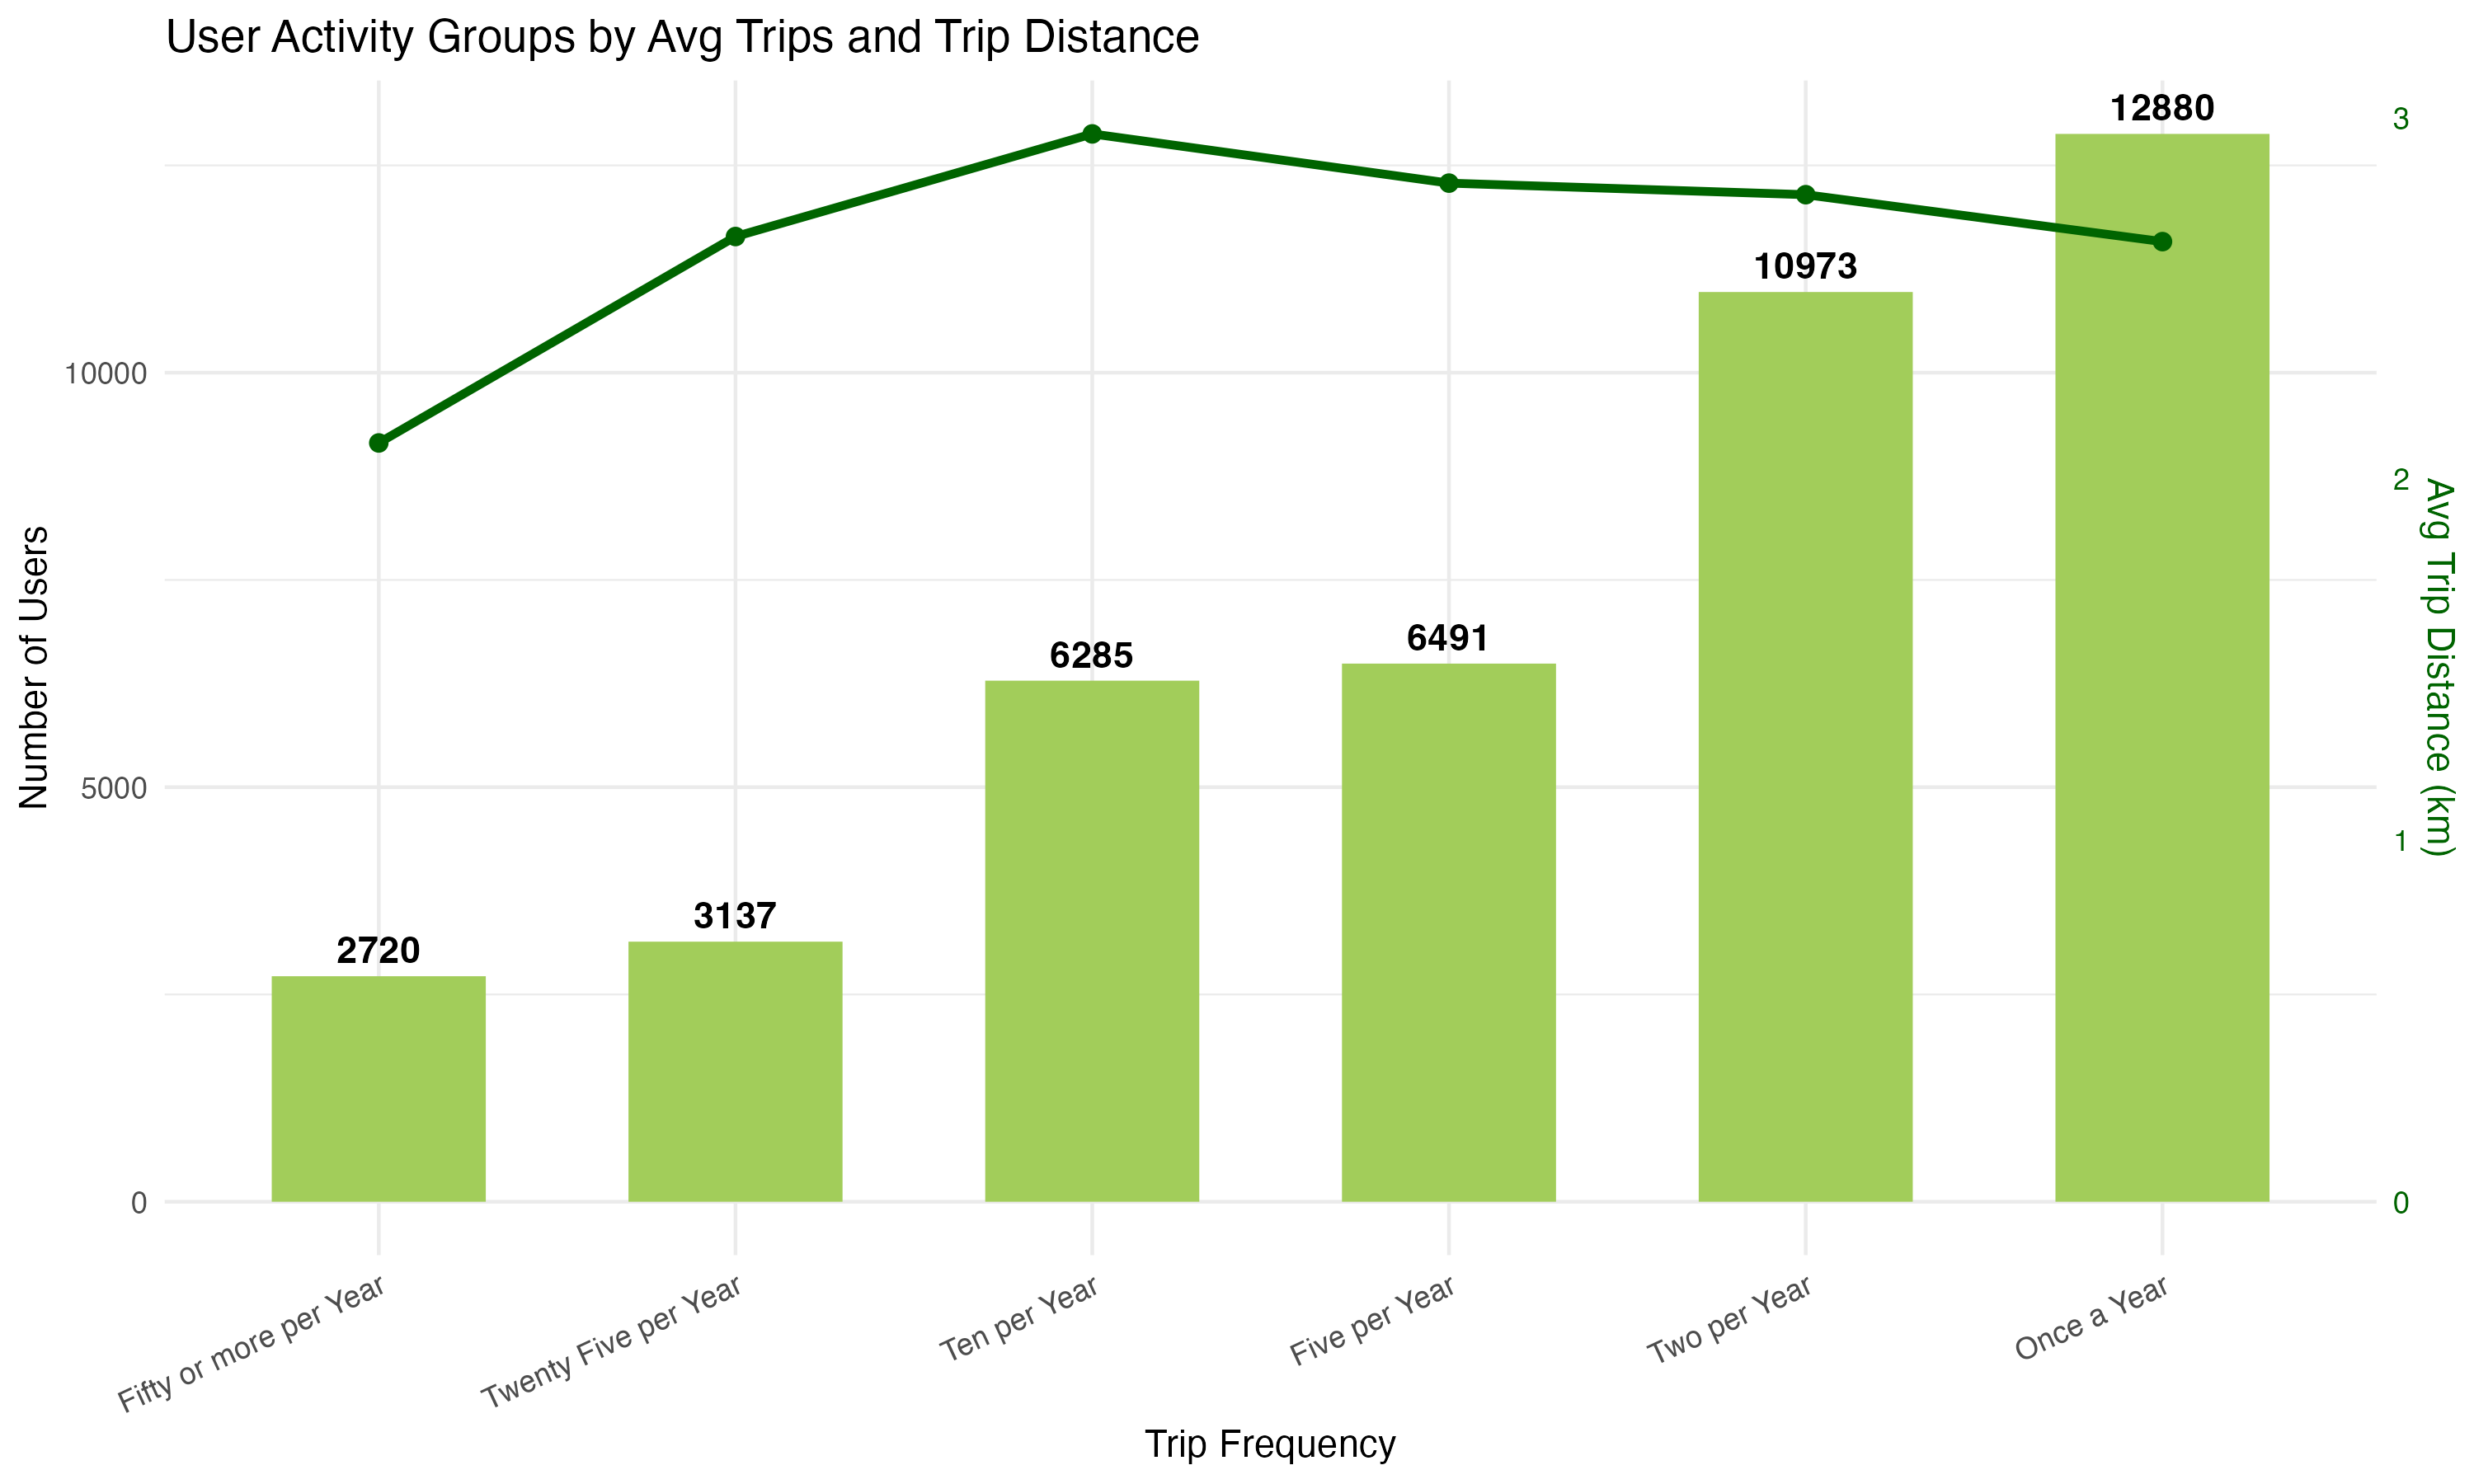 User Activity Groups by Avg Trips and Trip Distance
12880
3
10973
10000
2
6491
6285
5000
1
3137
2720
0
0
Number of Users
Avg Trip Distance (km)
Fifty or more per Year
Twenty Five per Year
Ten per Year
Five per Year
Two per Year
Once a Year
Trip Frequency